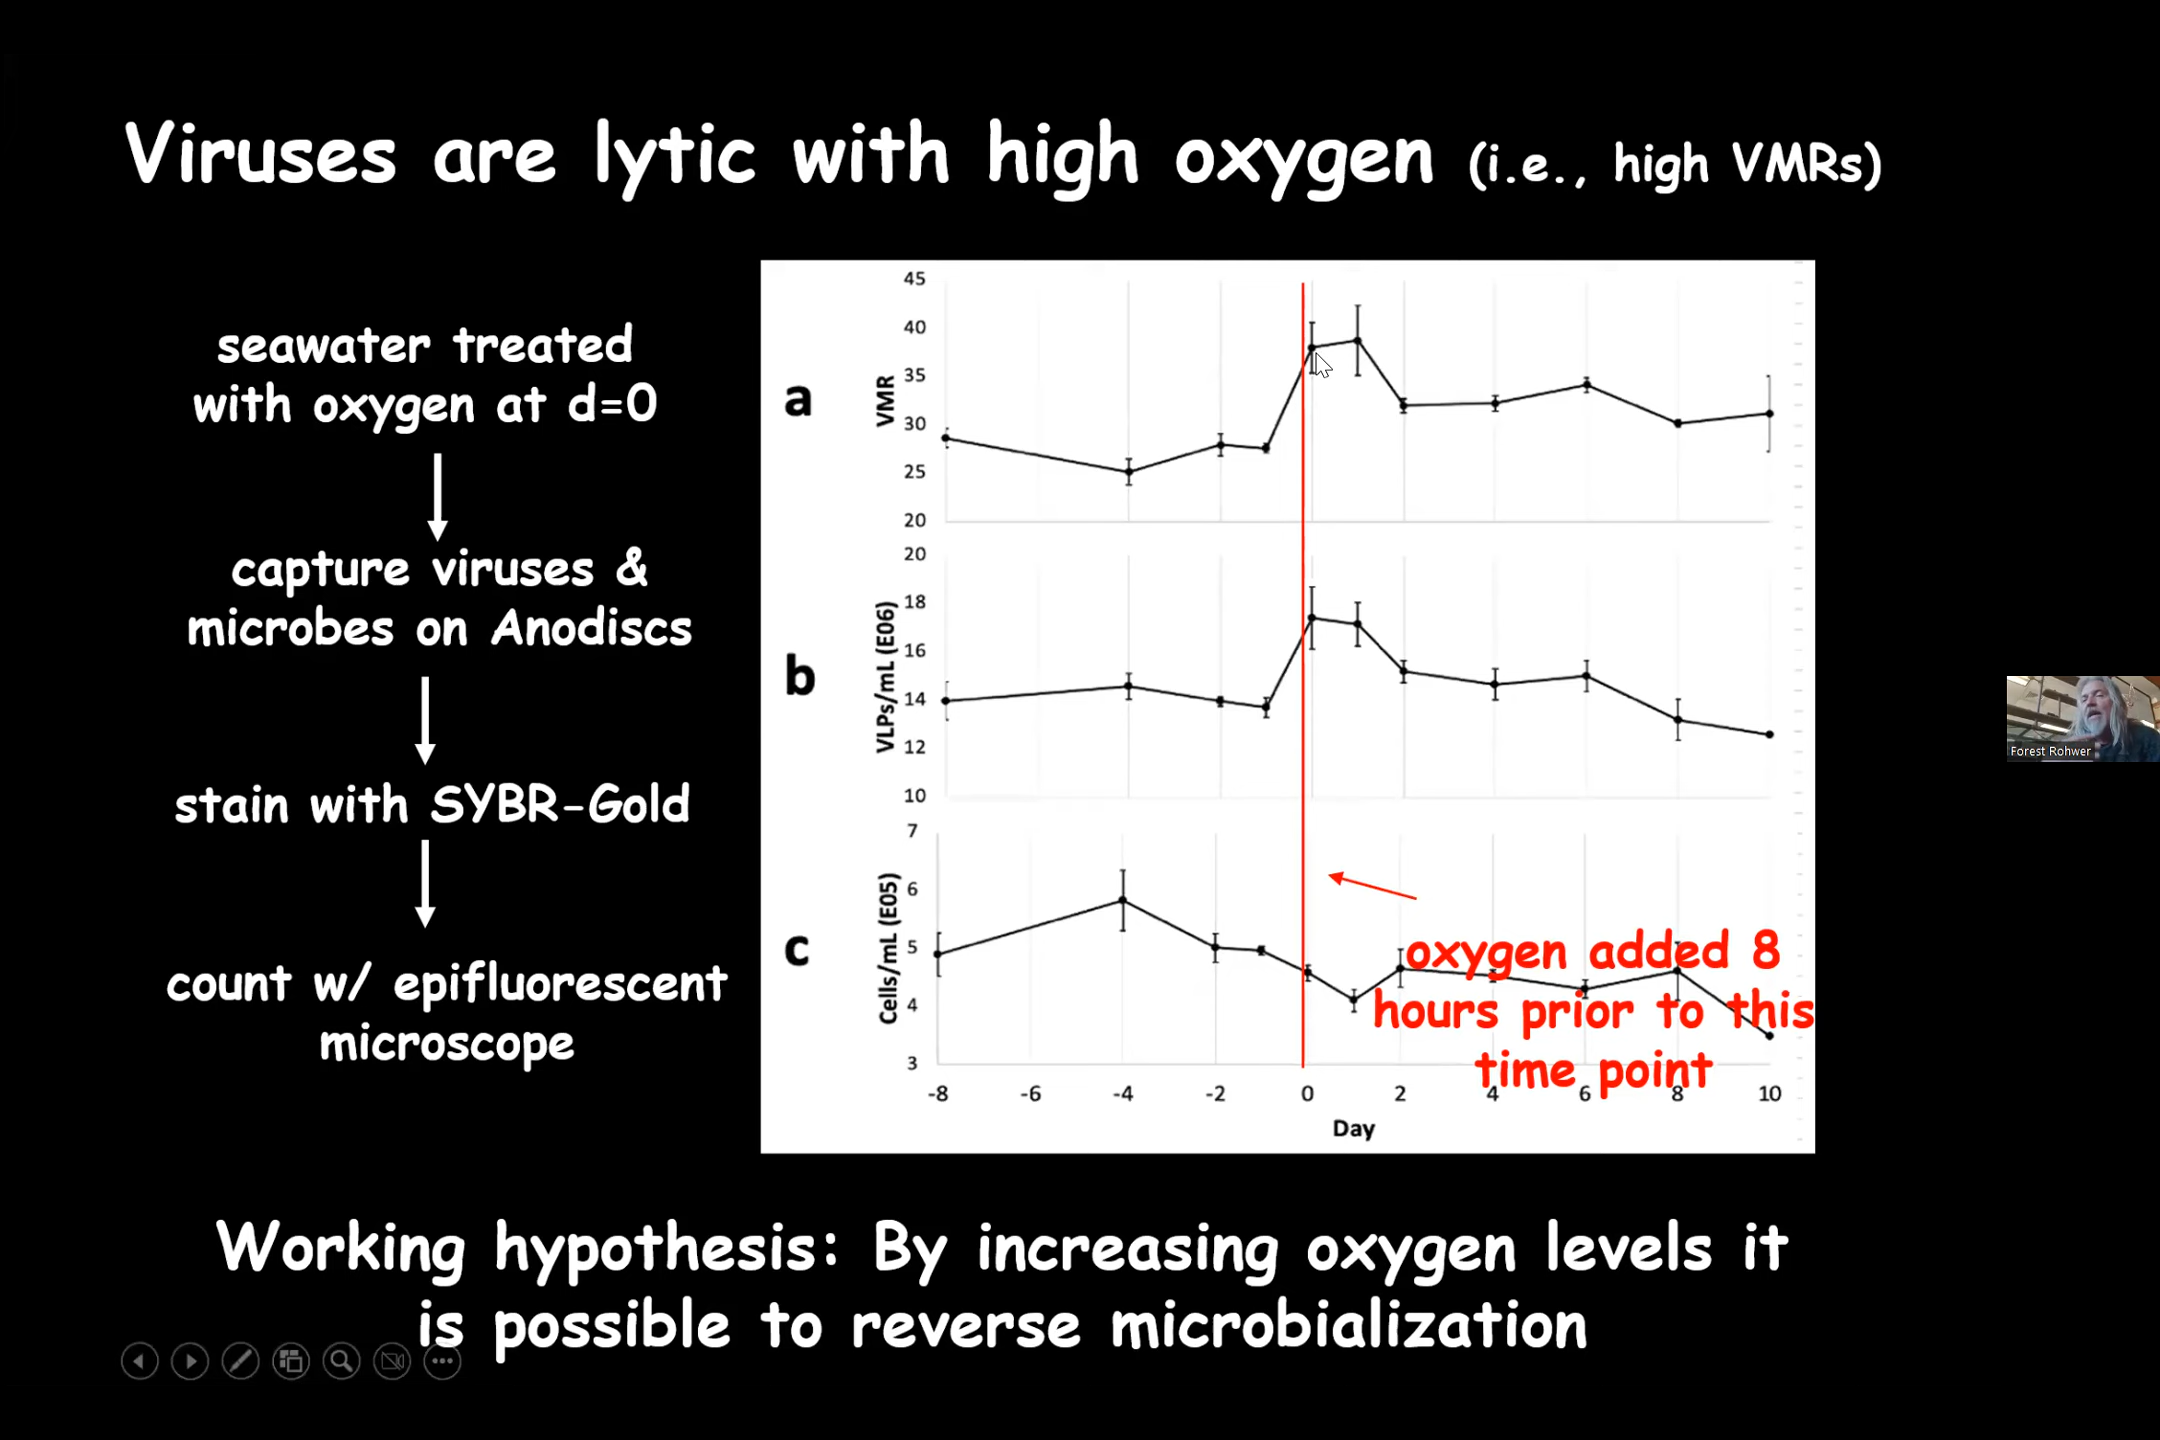 Viruses are lytic with high oxygen (i.e., high VMRs)
seawater treated
with oxygen at d=0
capture viruses &
microbes on Anodiscs
stain with SYBR-Gold
count w/ epifluorescent
microscope
a
VMR
45
40
35
30
25
20
b
VLPs/mL (E06)
20
18
16
14
12
10
c
Cells/mL (E05)
7
6
5
4
3
oxygen added 8
hours prior to this
time point
-8 -6 -4 -2 0 2 4 6 8 10
Day
Forest Rohwer
Working hypothesis: By increasing oxygen levels it
is possible to reverse microbialization